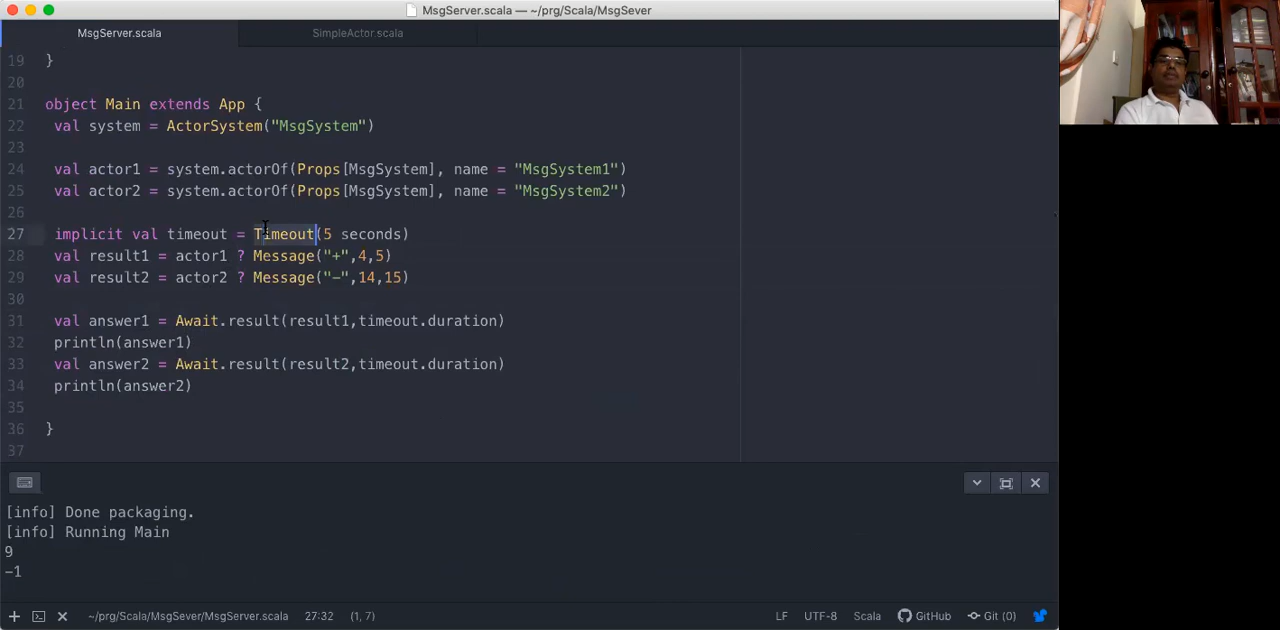 MsgServer.scala — ~/prg/Scala/MsgSever
MsgServer.scala
SimpleActor.scala
19 }
20
21 object Main extends App {
22 val system = ActorSystem("MsgSystem")
23
24 val actor1 = system.actorOf(Props[MsgSystem], name = "MsgSystem1")
25 val actor2 = system.actorOf(Props[MsgSystem], name = "MsgSystem2")
26
27 implicit val timeout = Timeout(5 seconds)
28 val result1 = actor1 ? Message("+",4,5)
29 val result2 = actor2 ? Message("-",14,15)
30
31 val answer1 = Await.result(result1,timeout.duration)
32 println(answer1)
33 val answer2 = Await.result(result2,timeout.duration)
34 println(answer2)
35
36 }
37
[info] Done packaging.
[info] Running Main
9
-1
~/prg/Scala/MsgSever/MsgServer.scala 27:32 (1, 7) LF UTF-8 Scala GitHub Git (0)